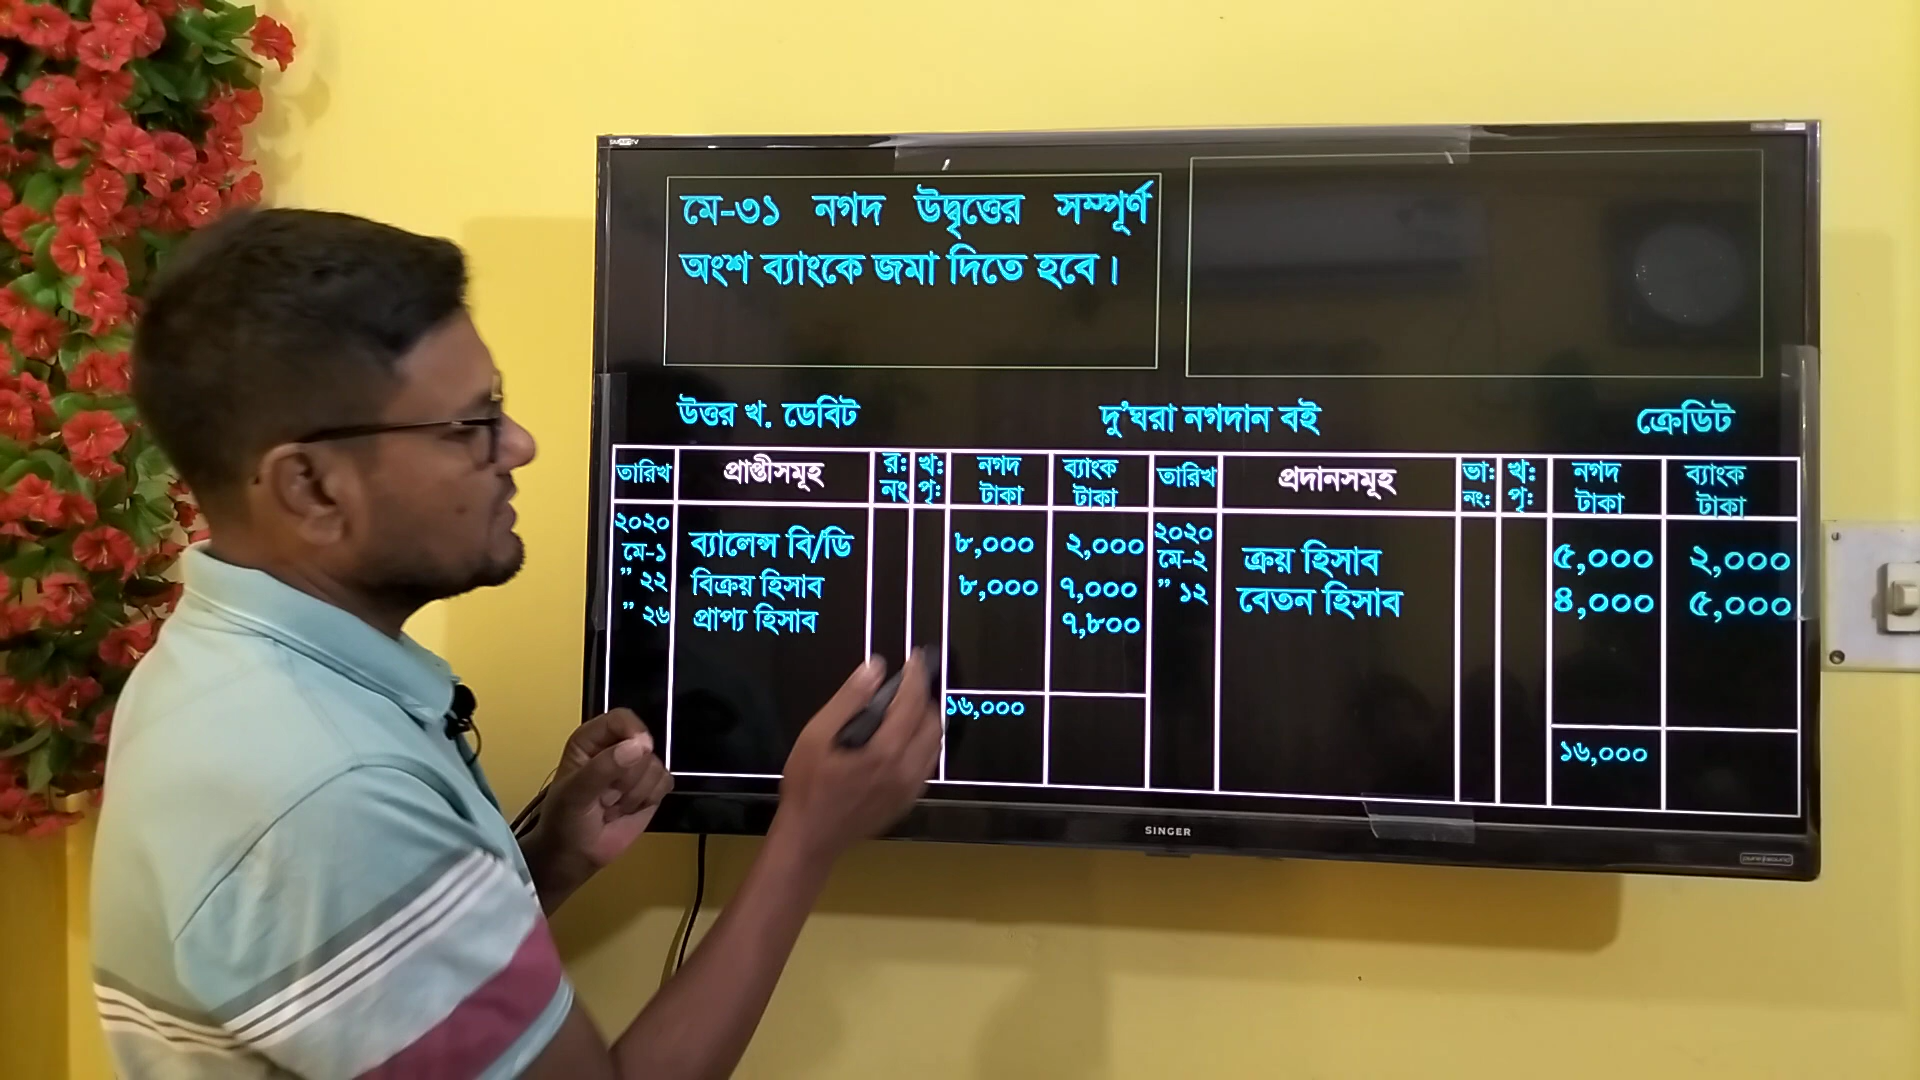 মে-৩১ নগদ উদ্বৃত্তের সম্পূর্ণ
অংশ ব্যাংকে জমা দিতে হবে।
উত্তর খ. ডেবিট দু'ঘরা নগদান বই ক্রেডিট
তারিখ প্রাপ্তীসমূহ র: নং খ: পৃ: নগদ টাকা ব্যাংক টাকা তারিখ প্রদানসমূহ ভা: নং: খ: পৃ: নগদ টাকা ব্যাংক টাকা
২০২০ ২০২০
মে-১ ব্যালেন্স বি/ডি ৮,০০০ ২,০০০ মে-২ ক্রয় হিসাব ৫,০০০ ২,০০০
" ২২ বিক্রয় হিসাব ৮,০০০ ৭,০০০ " ১২ বেতন হিসাব ৪,০০০ ৫,০০০
" ২৬ প্রাপ্য হিসাব ৭,৮০০
১৬,০০০ ১৬,০০০
SINGER